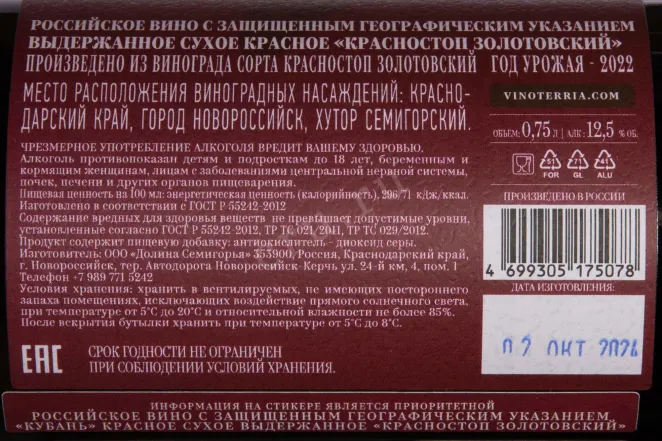 РОССИЙСКОЕ ВИНО С ЗАЩИЩЕННЫМ ГЕОГРАФИЧЕСКИМ УКАЗАНИЕМ
ВЫДЕРЖАННОЕ СУХОЕ КРАСНОЕ «КРАСНОСТОП ЗОЛОТОВСКИЙ»
ПРОИЗВЕДЕНО ИЗ ВИНОГРАДА СОРТА КРАСНОСТОП ЗОЛОТОВСКИЙ ГОД УРОЖАЯ - 2022
МЕСТО РАСПОЛОЖЕНИЯ ВИНОГРАДНЫХ НАСАЖДЕНИЙ: КРАСНО-
ДАРСКИЙ КРАЙ, ГОРОД НОВОРОССИЙСК, ХУТОР СЕМИГОРСКИЙ.
ЧРЕЗМЕРНОЕ УПОТРЕБЛЕНИЕ АЛКОГОЛЯ ВРЕДИТ ВАШЕМУ ЗДОРОВЬЮ.
Алкоголь противопоказан детям и подросткам до 18 лет, беременным и
кормящим женщинам, лицам с заболеваниями центральной нервной системы,
почек, печени и других органов пищеварения.
Пищевая ценность на 100 мл: энергетическая ценность (калорийность), 296/71 кДж/ккал.
Изготовлено в соответствии с ГОСТ Р 55242-2012
Содержание вредных для здоровья веществ не превышает допустимые уровни,
установленные согласно ГОСТ Р 55242-2012, ТР ТС 021/2011, ТР ТС 029/2012.
Продукт содержит пищевую добавку: антиокислитель - диоксид серы.
Изготовитель: ООО «Долина Семигорья» 353900, Россия, Краснодарский край,
г. Новороссийск, тер. Автодорога Новороссийск-Керчь ул. 24-й км, 4, пом. 1
Телефон +7 989 771 5242
Условия хранения: хранить в вентилируемых, не имеющих постороннего
запаха помещениях, исключающих воздействие прямого солнечного света,
при температуре от 5°С до 20°С и относительной влажности не более 85%.
После вскрытия бутылки хранить при температуре от 5°С до 8°С.
EAC
СРОК ГОДНОСТИ НЕ ОГРАНИЧЕН
ПРИ СОБЛЮДЕНИИ УСЛОВИЙ ХРАНЕНИЯ.
VINOTERRIA.COM
ОБЪЕМ: 0,75 л | АЛК: 12,5 % ОБ.
51 71 41
FOR GL ALU
ПРОИЗВЕДЕНО В РОССИИ
4 699305 175078
ДАТА ИЗГОТОВЛЕНИЯ:
02 ОКТ 2024
ИНФОРМАЦИЯ НА СТИКЕРЕ ЯВЛЯЕТСЯ ПРИОРИТЕТНОЙ
РОССИЙСКОЕ ВИНО С ЗАЩИЩЕННЫМ ГЕОГРАФИЧЕСКИМ УКАЗАНИЕМ,
«КУБАНЬ» КРАСНОЕ СУХОЕ ВЫДЕРЖАННОЕ «КРАСНОСТОП ЗОЛОТОВСКИЙ»